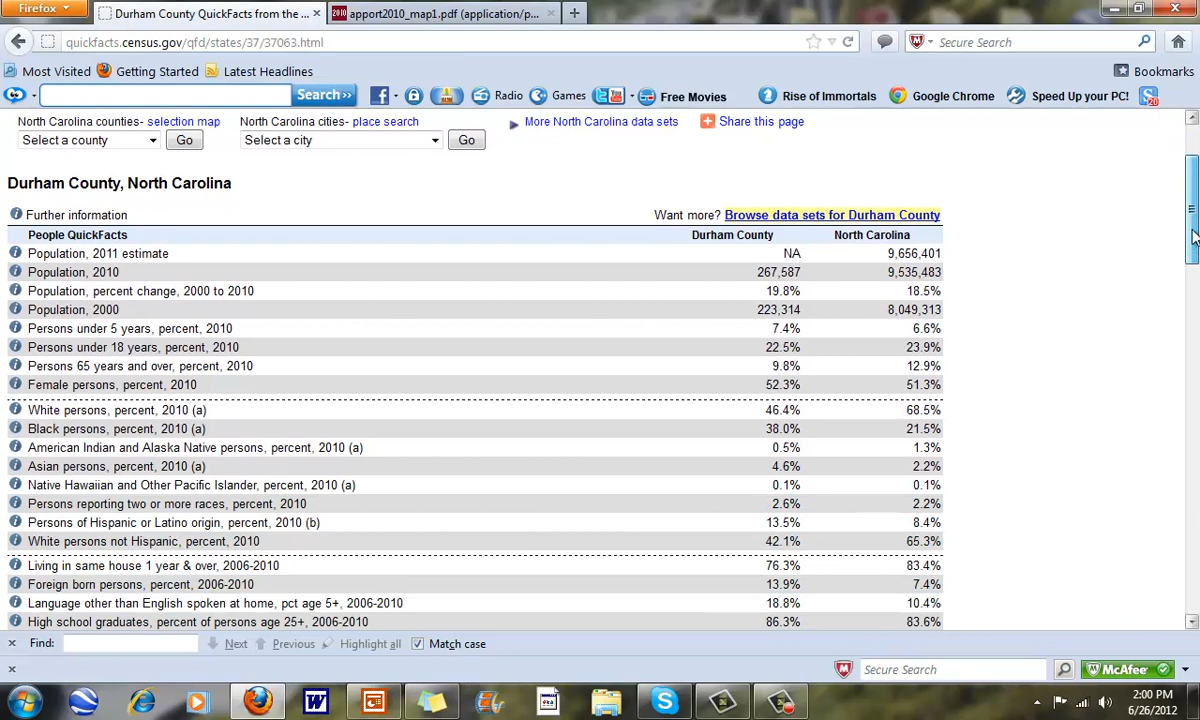 Firefox
Durham County QuickFacts from the ...
apport2010_map1.pdf (application/p...
quickfacts.census.gov/qfd/states/37/37063.html
Secure Search
Most Visited
Getting Started
Latest Headlines
Bookmarks
Search
Radio
Games
Free Movies
Rise of Immortals
Google Chrome
Speed Up your PC!
20
North Carolina counties- selection map
North Carolina cities- place search
More North Carolina data sets
Share this page
Select a county
Go
Select a city
Go
Durham County, North Carolina
Further information
Want more? Browse data sets for Durham County
People QuickFacts Durham County North Carolina
Population, 2011 estimate NA 9,656,401
Population, 2010 267,587 9,535,483
Population, percent change, 2000 to 2010 19.8% 18.5%
Population, 2000 223,314 8,049,313
Persons under 5 years, percent, 2010 7.4% 6.6%
Persons under 18 years, percent, 2010 22.5% 23.9%
Persons 65 years and over, percent, 2010 9.8% 12.9%
Female persons, percent, 2010 52.3% 51.3%
White persons, percent, 2010 (a) 46.4% 68.5%
Black persons, percent, 2010 (a) 38.0% 21.5%
American Indian and Alaska Native persons, percent, 2010 (a) 0.5% 1.3%
Asian persons, percent, 2010 (a) 4.6% 2.2%
Native Hawaiian and Other Pacific Islander, percent, 2010 (a) 0.1% 0.1%
Persons reporting two or more races, percent, 2010 2.6% 2.2%
Persons of Hispanic or Latino origin, percent, 2010 (b) 13.5% 8.4%
White persons not Hispanic, percent, 2010 42.1% 65.3%
Living in same house 1 year & over, 2006-2010 76.3% 83.4%
Foreign born persons, percent, 2006-2010 13.9% 7.4%
Language other than English spoken at home, pct age 5+, 2006-2010 18.8% 10.4%
High school graduates, percent of persons age 25+, 2006-2010 86.3% 83.6%
Find:
Next
Previous
Highlight all
Match case
Secure Search
McAfee
2:00 PM
6/26/2012